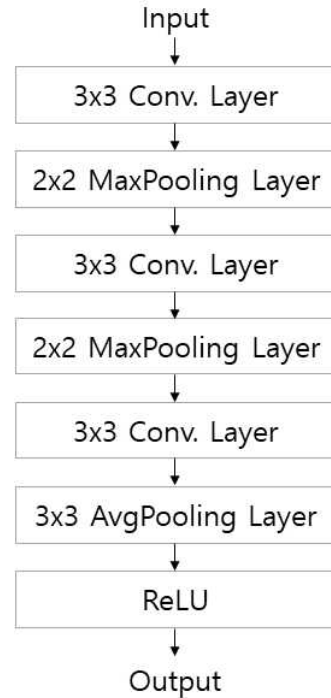 Input
3x3 Conv. Layer
2x2 MaxPooling Layer
3x3 Conv. Layer
2x2 MaxPooling Layer
3x3 Conv. Layer
3x3 AvgPooling Layer
ReLU
Output